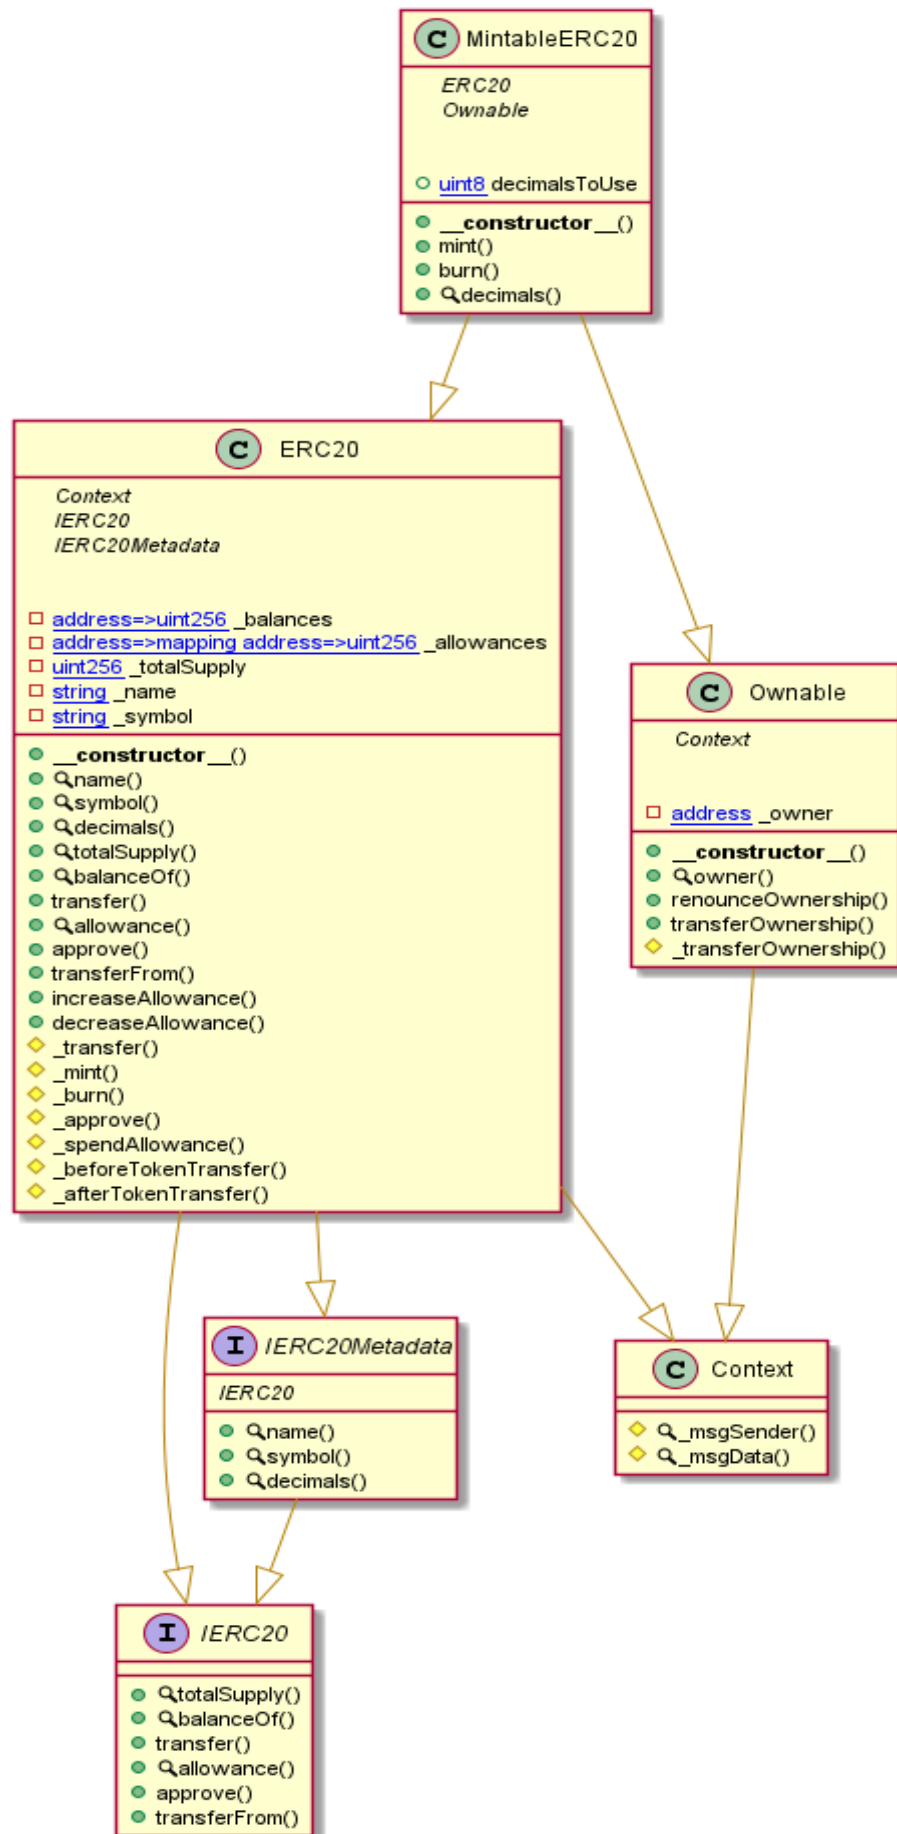 C MintableERC20
ERC20
Ownable
uint8 decimalsToUse
__constructor__()
mint()
burn()
decimals()
C ERC20
Context
IERC20
IERC20Metadata
address=>uint256 _balances
address=>mapping address=>uint256 _allowances
uint256 _totalSupply
string _name
string _symbol
__constructor__()
name()
symbol()
decimals()
totalSupply()
balanceOf()
transfer()
allowance()
approve()
transferFrom()
increaseAllowance()
decreaseAllowance()
_transfer()
_mint()
_burn()
_approve()
_spendAllowance()
_beforeTokenTransfer()
_afterTokenTransfer()
C Ownable
Context
address _owner
__constructor__()
owner()
renounceOwnership()
transferOwnership()
_transferOwnership()
I IERC20Metadata
IERC20
name()
symbol()
decimals()
C Context
_msgSender()
_msgData()
I IERC20
totalSupply()
balanceOf()
transfer()
allowance()
approve()
transferFrom()